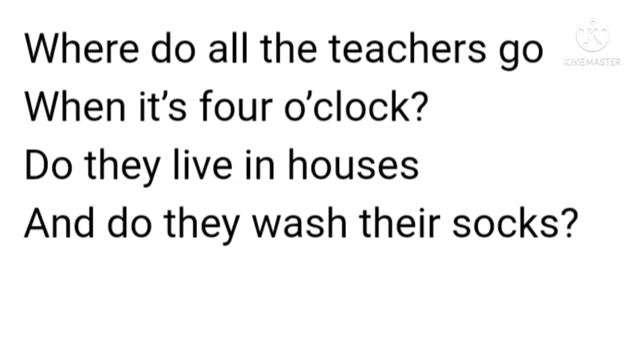 Where do all the teachers go
When it's four o'clock?
Do they live in houses
And do they wash their socks?
KINEMASTER